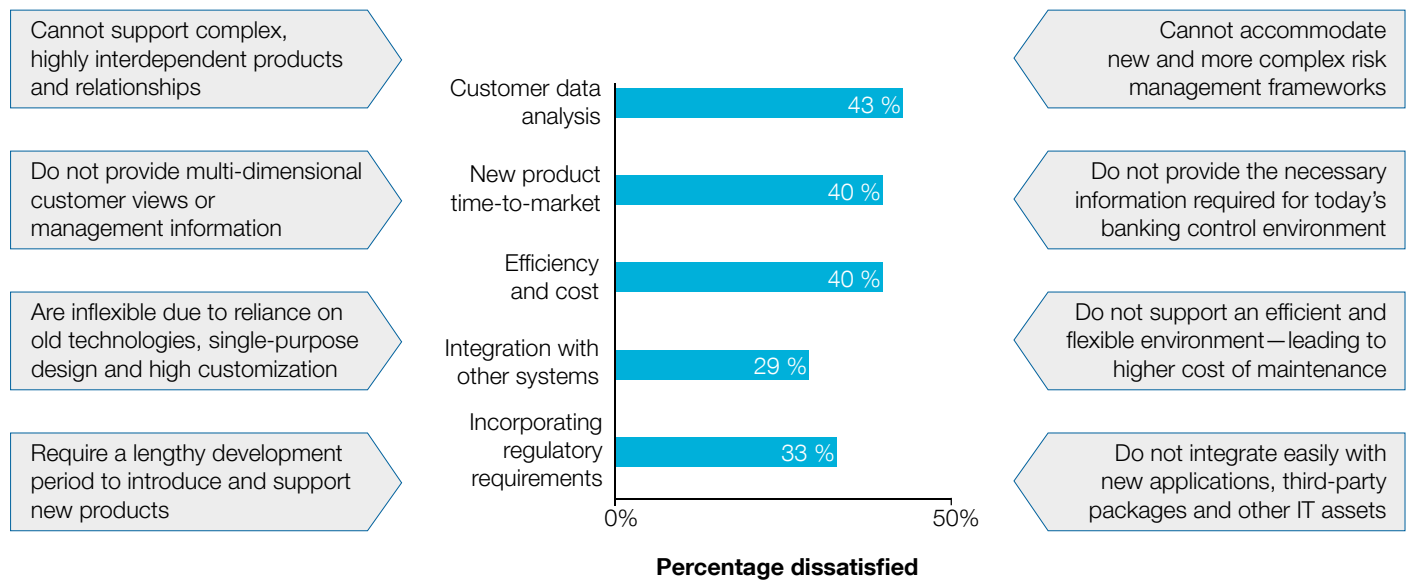 Cannot support complex,
highly interdependent products
and relationships
Do not provide multi-dimensional
customer views or
management information
Are inflexible due to reliance on
old technologies, single-purpose
design and high customization
Require a lengthy development
period to introduce and support
new products
Customer data
analysis
43 %
New product
time-to-market
40 %
Efficiency
and cost
40 %
Integration with
other systems
29 %
Incorporating
regulatory
requirements
33 %
0%
50%
Percentage dissatisfied
Cannot accommodate
new and more complex risk
management frameworks
Do not provide the necessary
information required for today’s
banking control environment
Do not support an efficient and
flexible environment—leading to
higher cost of maintenance
Do not integrate easily with
new applications, third-party
packages and other IT assets